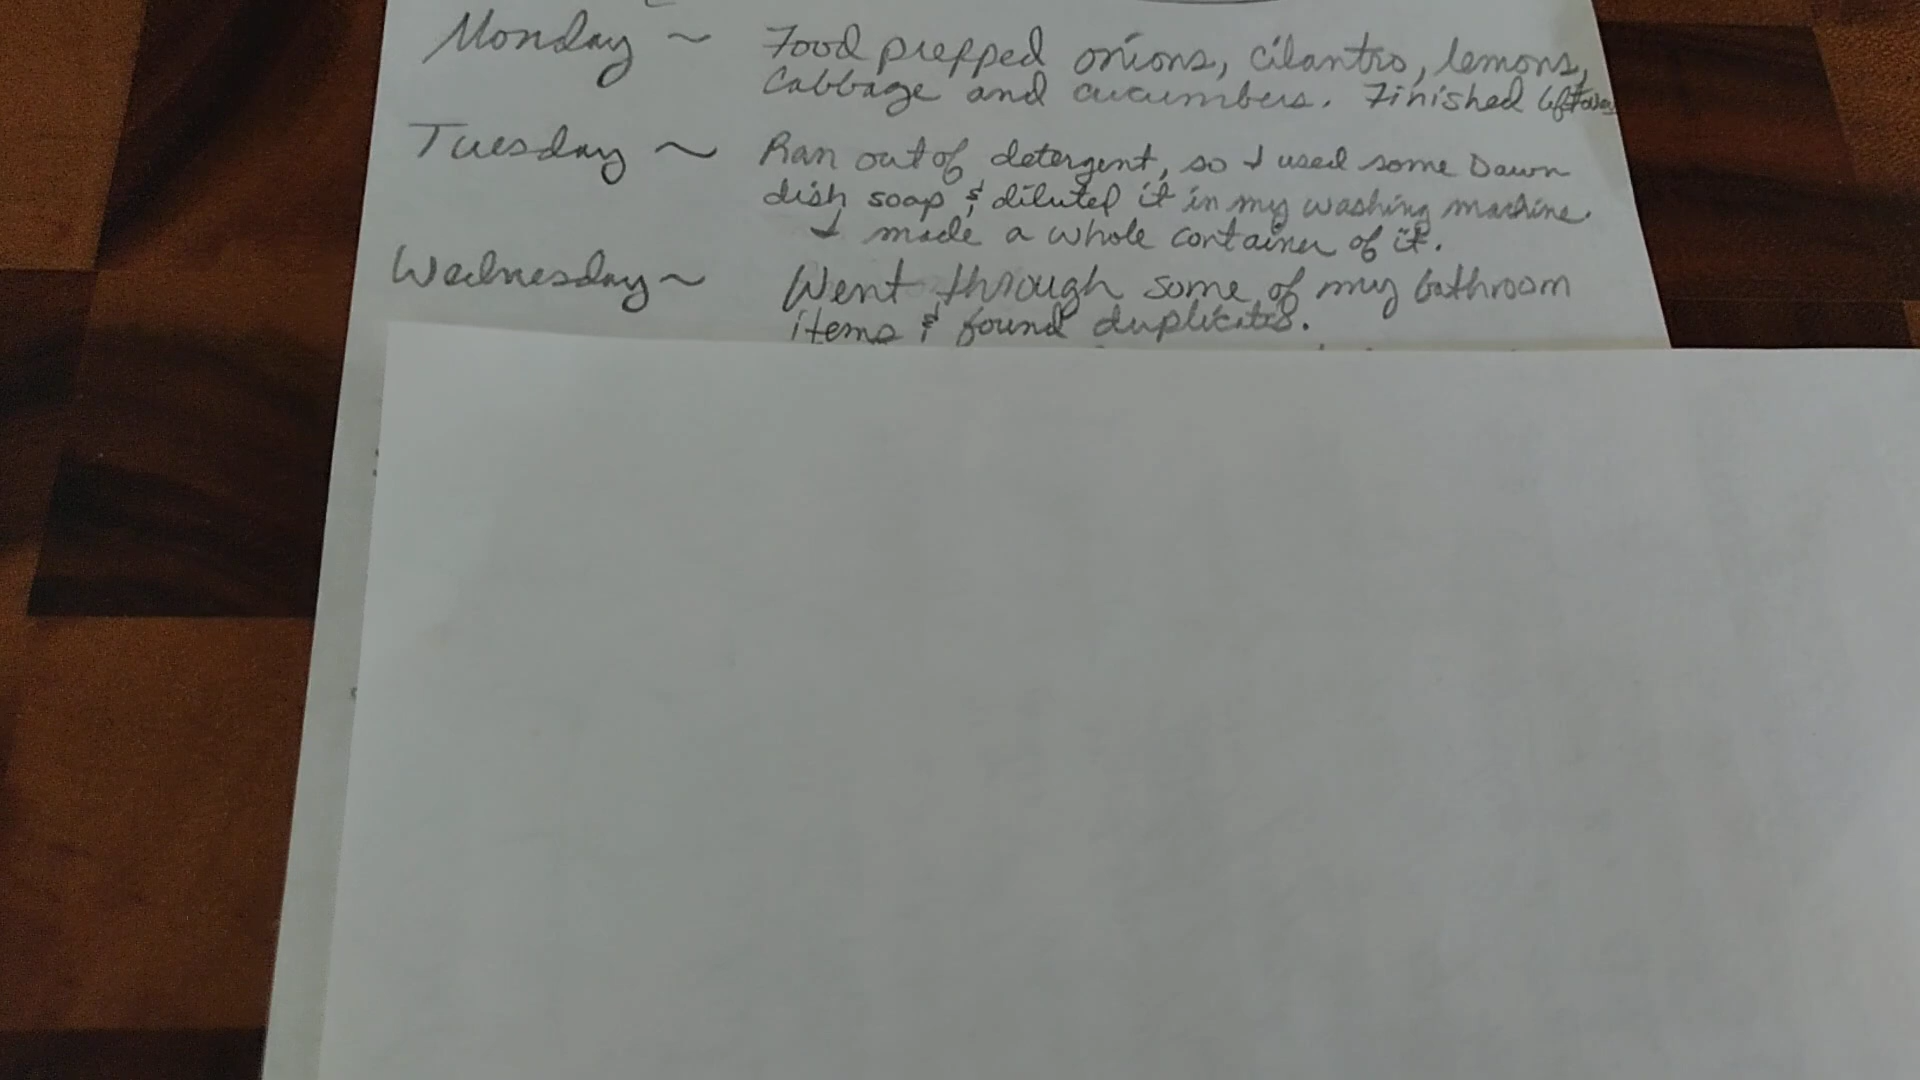 Monday ~ Food prepped onions, cilantro, lemons,
cabbage and cucumbers. Finished leftovers
Tuesday ~ Ran out of detergent, so I used some Dawn
dish soap & diluted it in my washing machine.
I made a whole container of it.
Wednesday ~ Went through some of my bathroom
items & found duplicates.